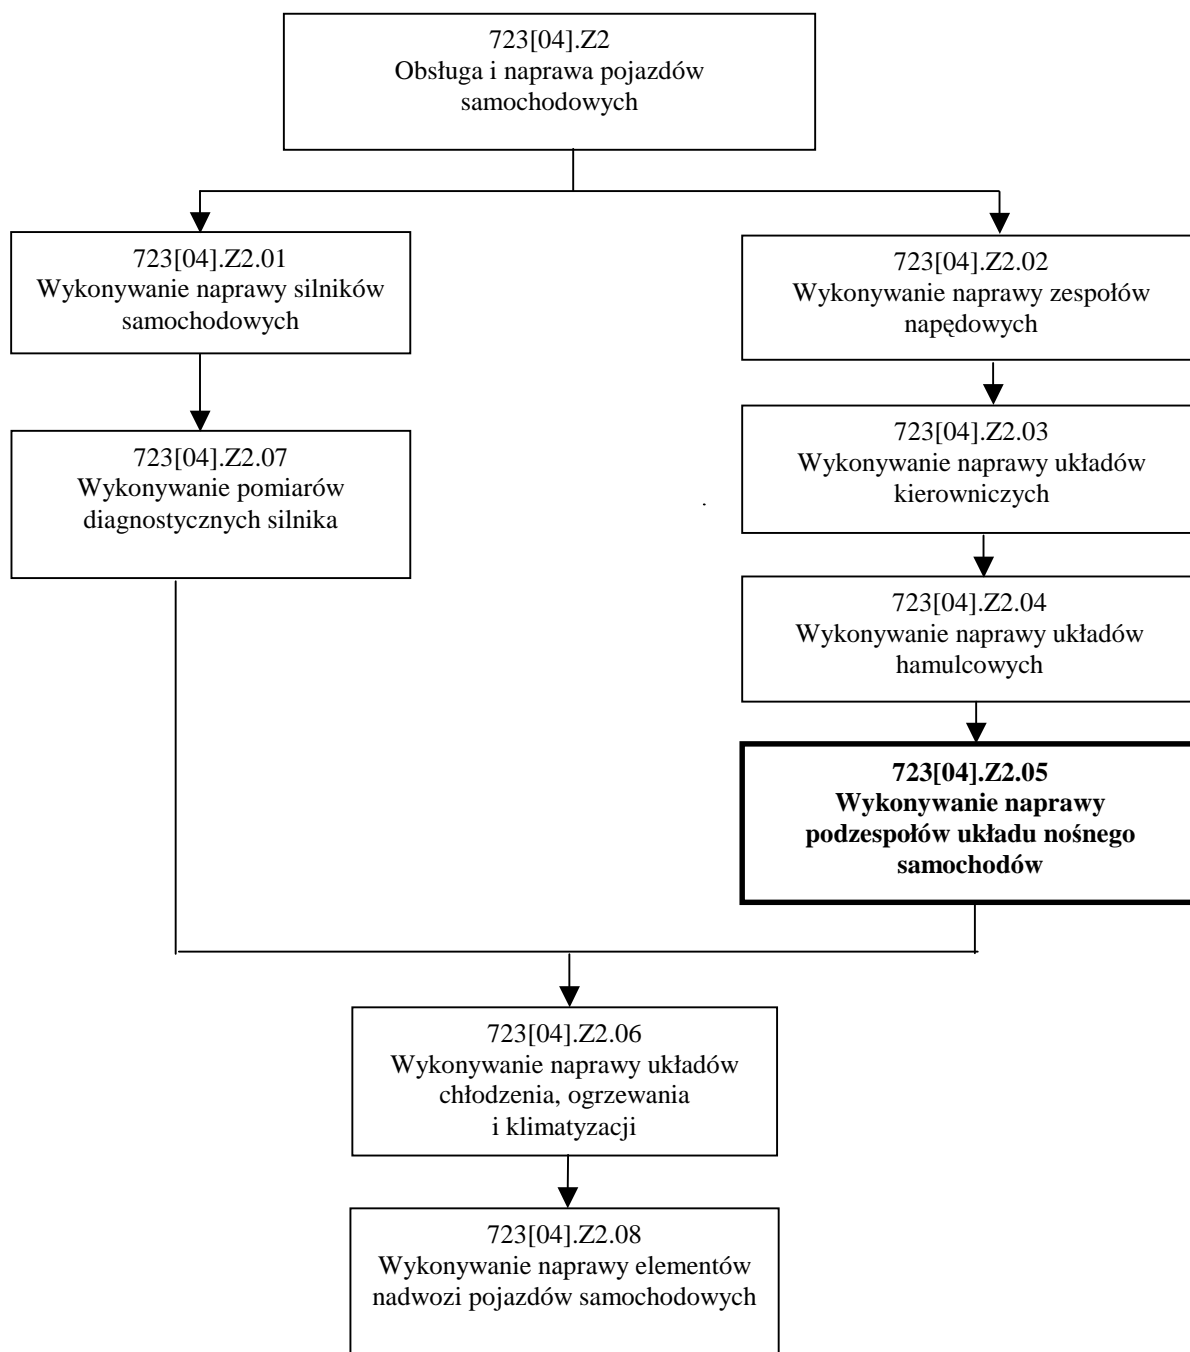 723[04].Z2
Obsługa i naprawa pojazdów
samochodowych
723[04].Z2.01
Wykonywanie naprawy silników
samochodowych
723[04].Z2.02
Wykonywanie naprawy zespołów
napędowych
723[04].Z2.07
Wykonywanie pomiarów
diagnostycznych silnika
723[04].Z2.03
Wykonywanie naprawy układów
kierowniczych
723[04].Z2.04
Wykonywanie naprawy układów
hamulcowych
723[04].Z2.05
Wykonywanie naprawy
podzespołów układu nośnego
samochodów
723[04].Z2.06
Wykonywanie naprawy układów
chłodzenia, ogrzewania
i klimatyzacji
723[04].Z2.08
Wykonywanie naprawy elementów
nadwozi pojazdów samochodowych